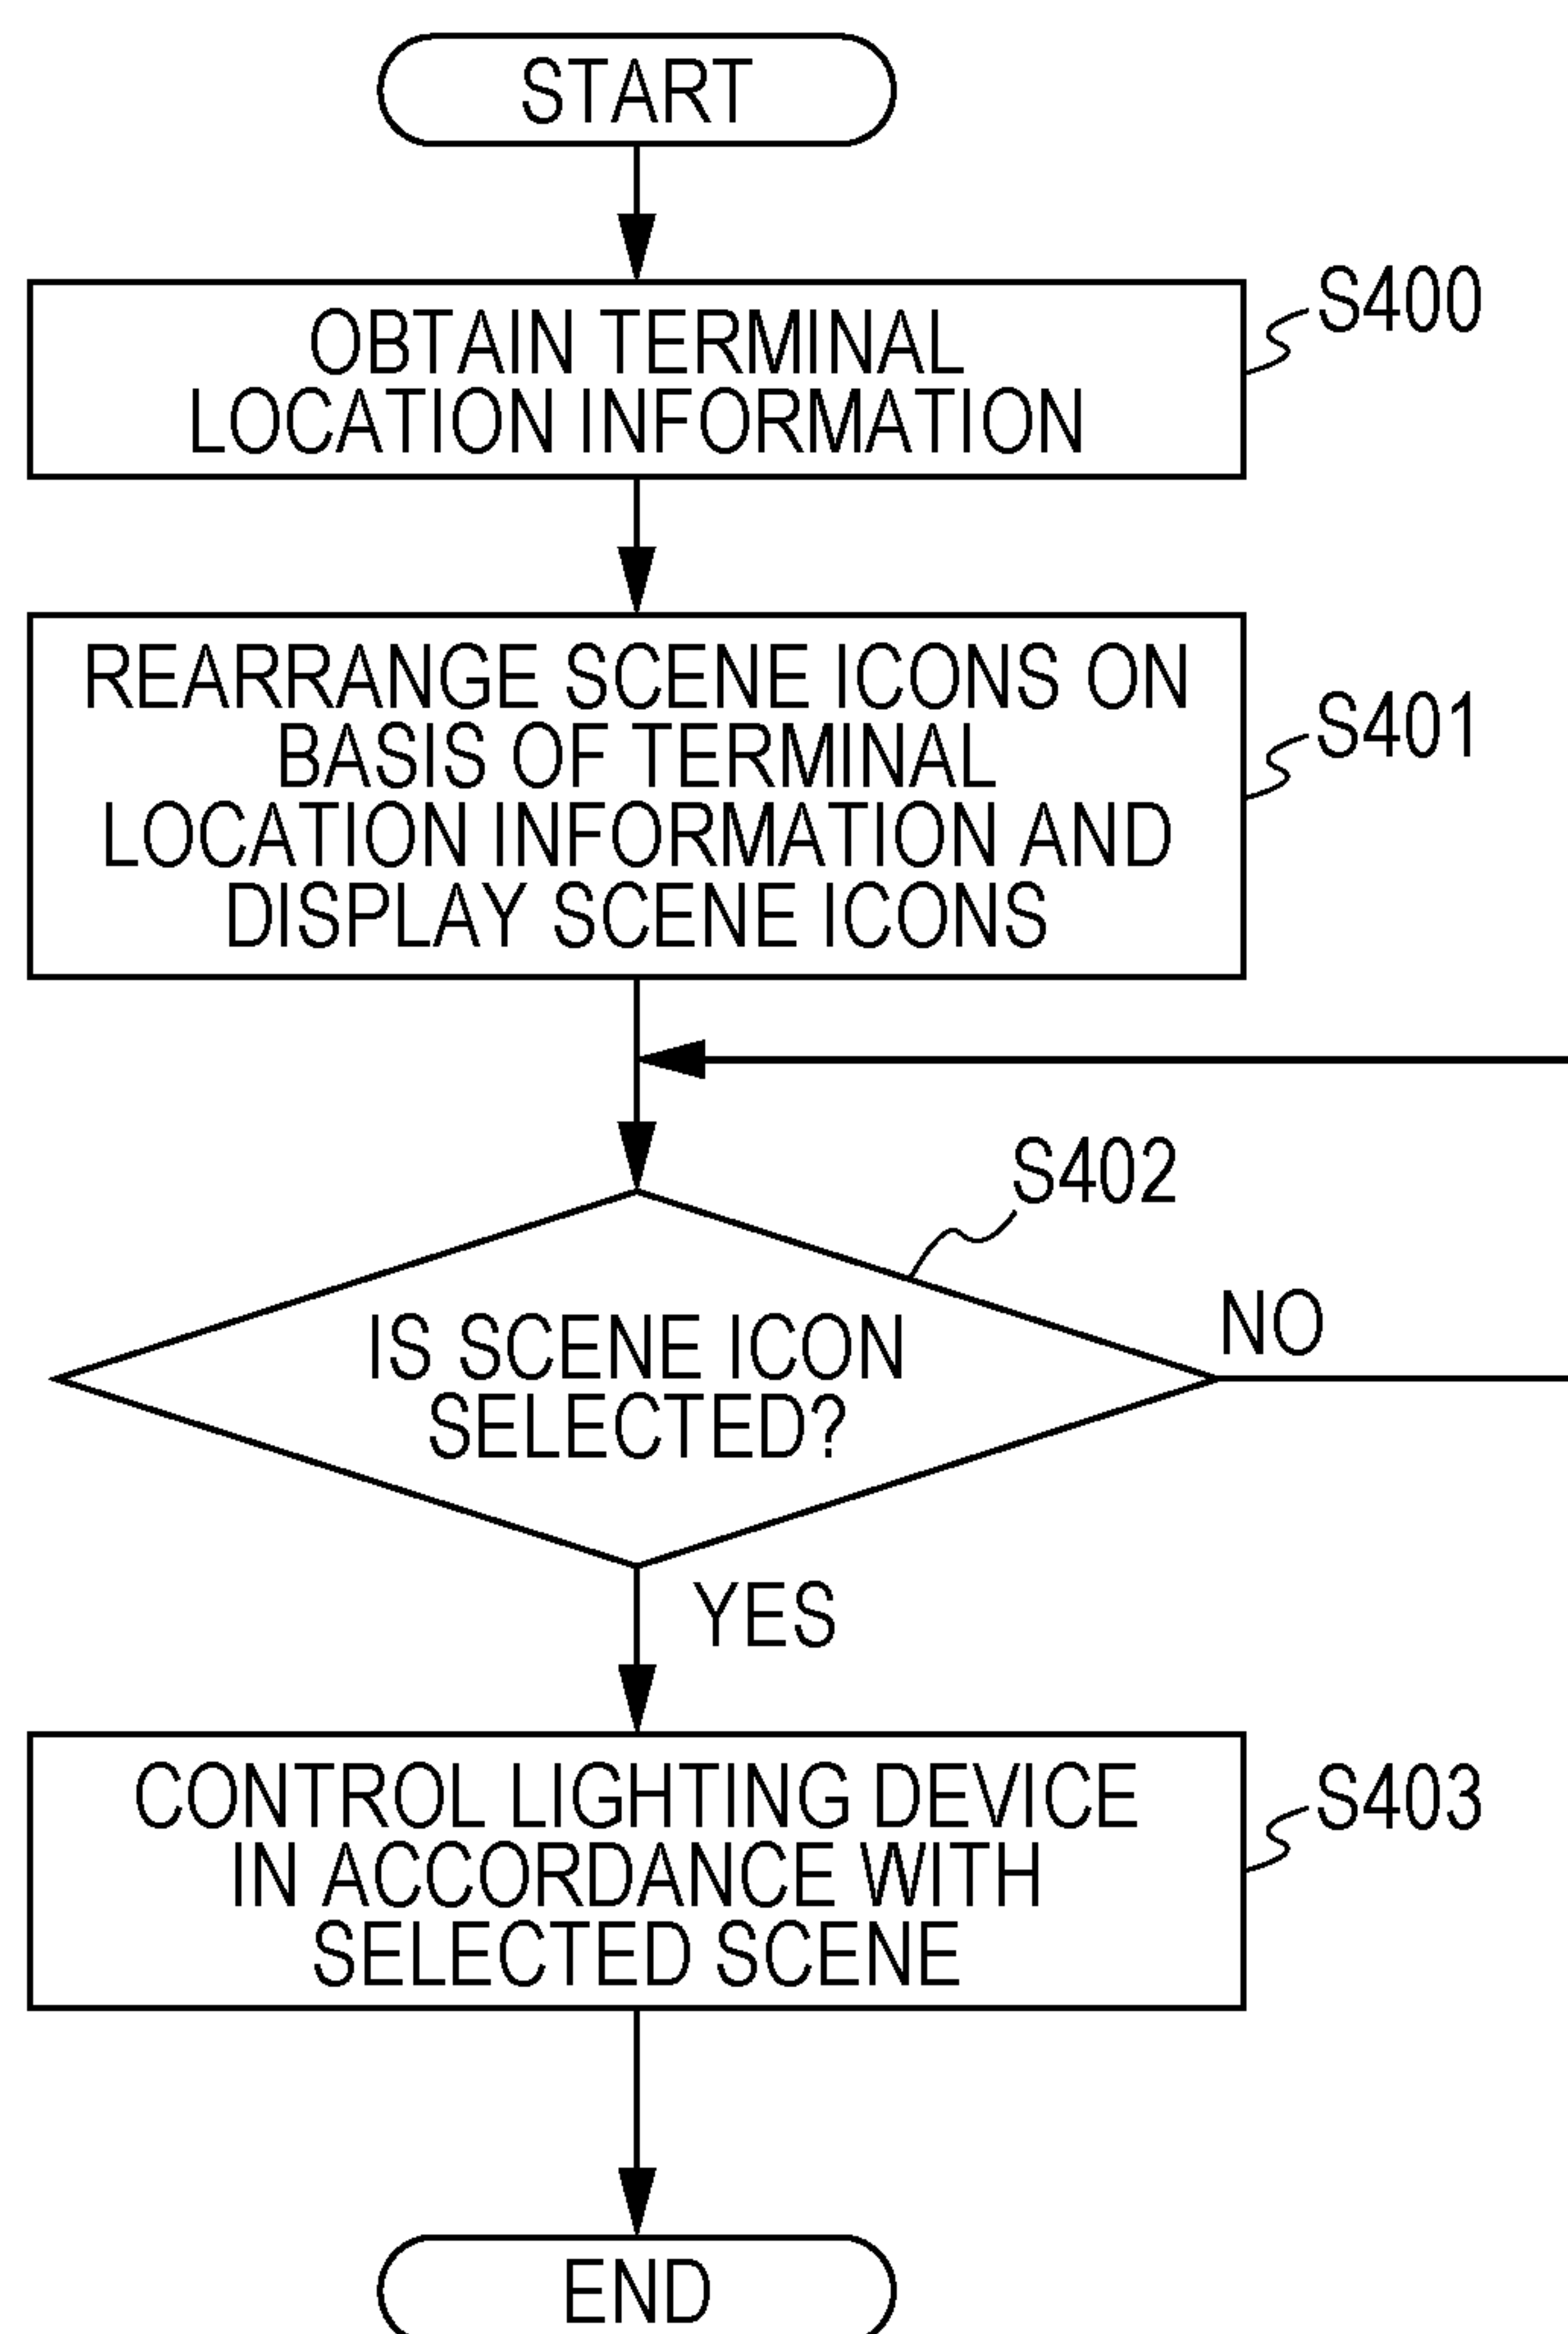 START
OBTAIN TERMINAL
LOCATION INFORMATION
S400
REARRANGE SCENE ICONS ON
BASIS OF TERMINAL
LOCATION INFORMATION AND
DISPLAY SCENE ICONS
S401
S402
IS SCENE ICON
SELECTED?
NO
YES
CONTROL LIGHTING DEVICE
IN ACCORDANCE WITH
SELECTED SCENE
S403
END